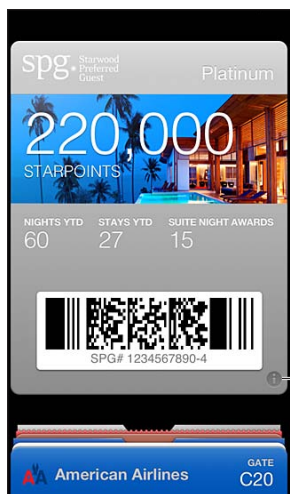 spg. Starwood
Preferred
Guest
Platinum
220,000
STARPOINTS
NIGHTS YTD STAYS YTD SUITE NIGHT AWARDS
60 27 15
SPG# 1234567890-4
i
AA American Airlines
GATE
C20